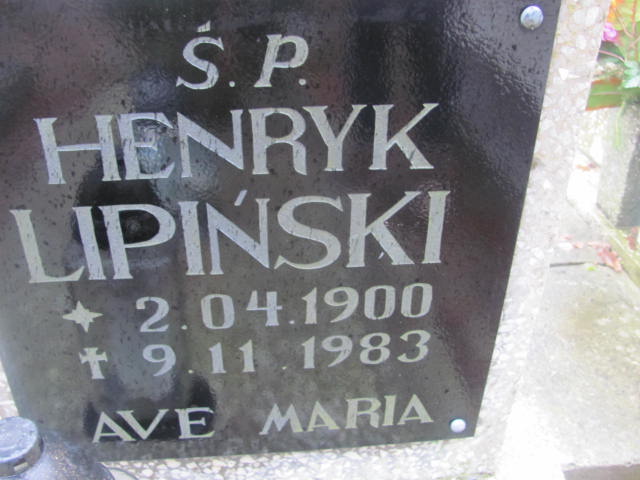 Ś. P.
HENRYK
LIPIŃSKI
2.04.1900
9.11.1983
AVE MARIA